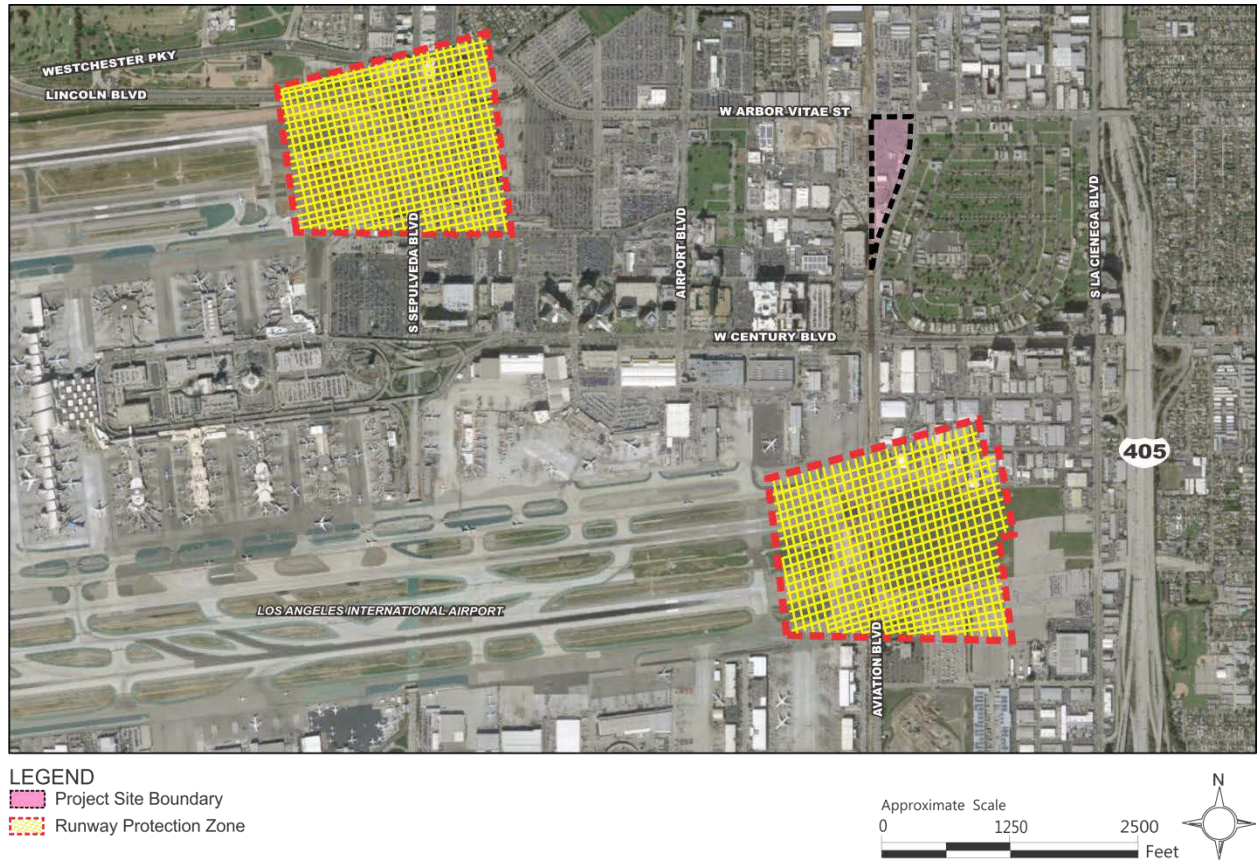 WESTCHESTER PKY
LINCOLN BLVD
W ARBOR VITAE ST
S SEPULVEDA BLVD
AIRPORT BLVD
S LA CIENEGA BLVD
W CENTURY BLVD
405
LOS ANGELES INTERNATIONAL AIRPORT
AVIATION BLVD
LEGEND
Project Site Boundary
Runway Protection Zone
Approximate Scale
0 1250 2500
Feet
N